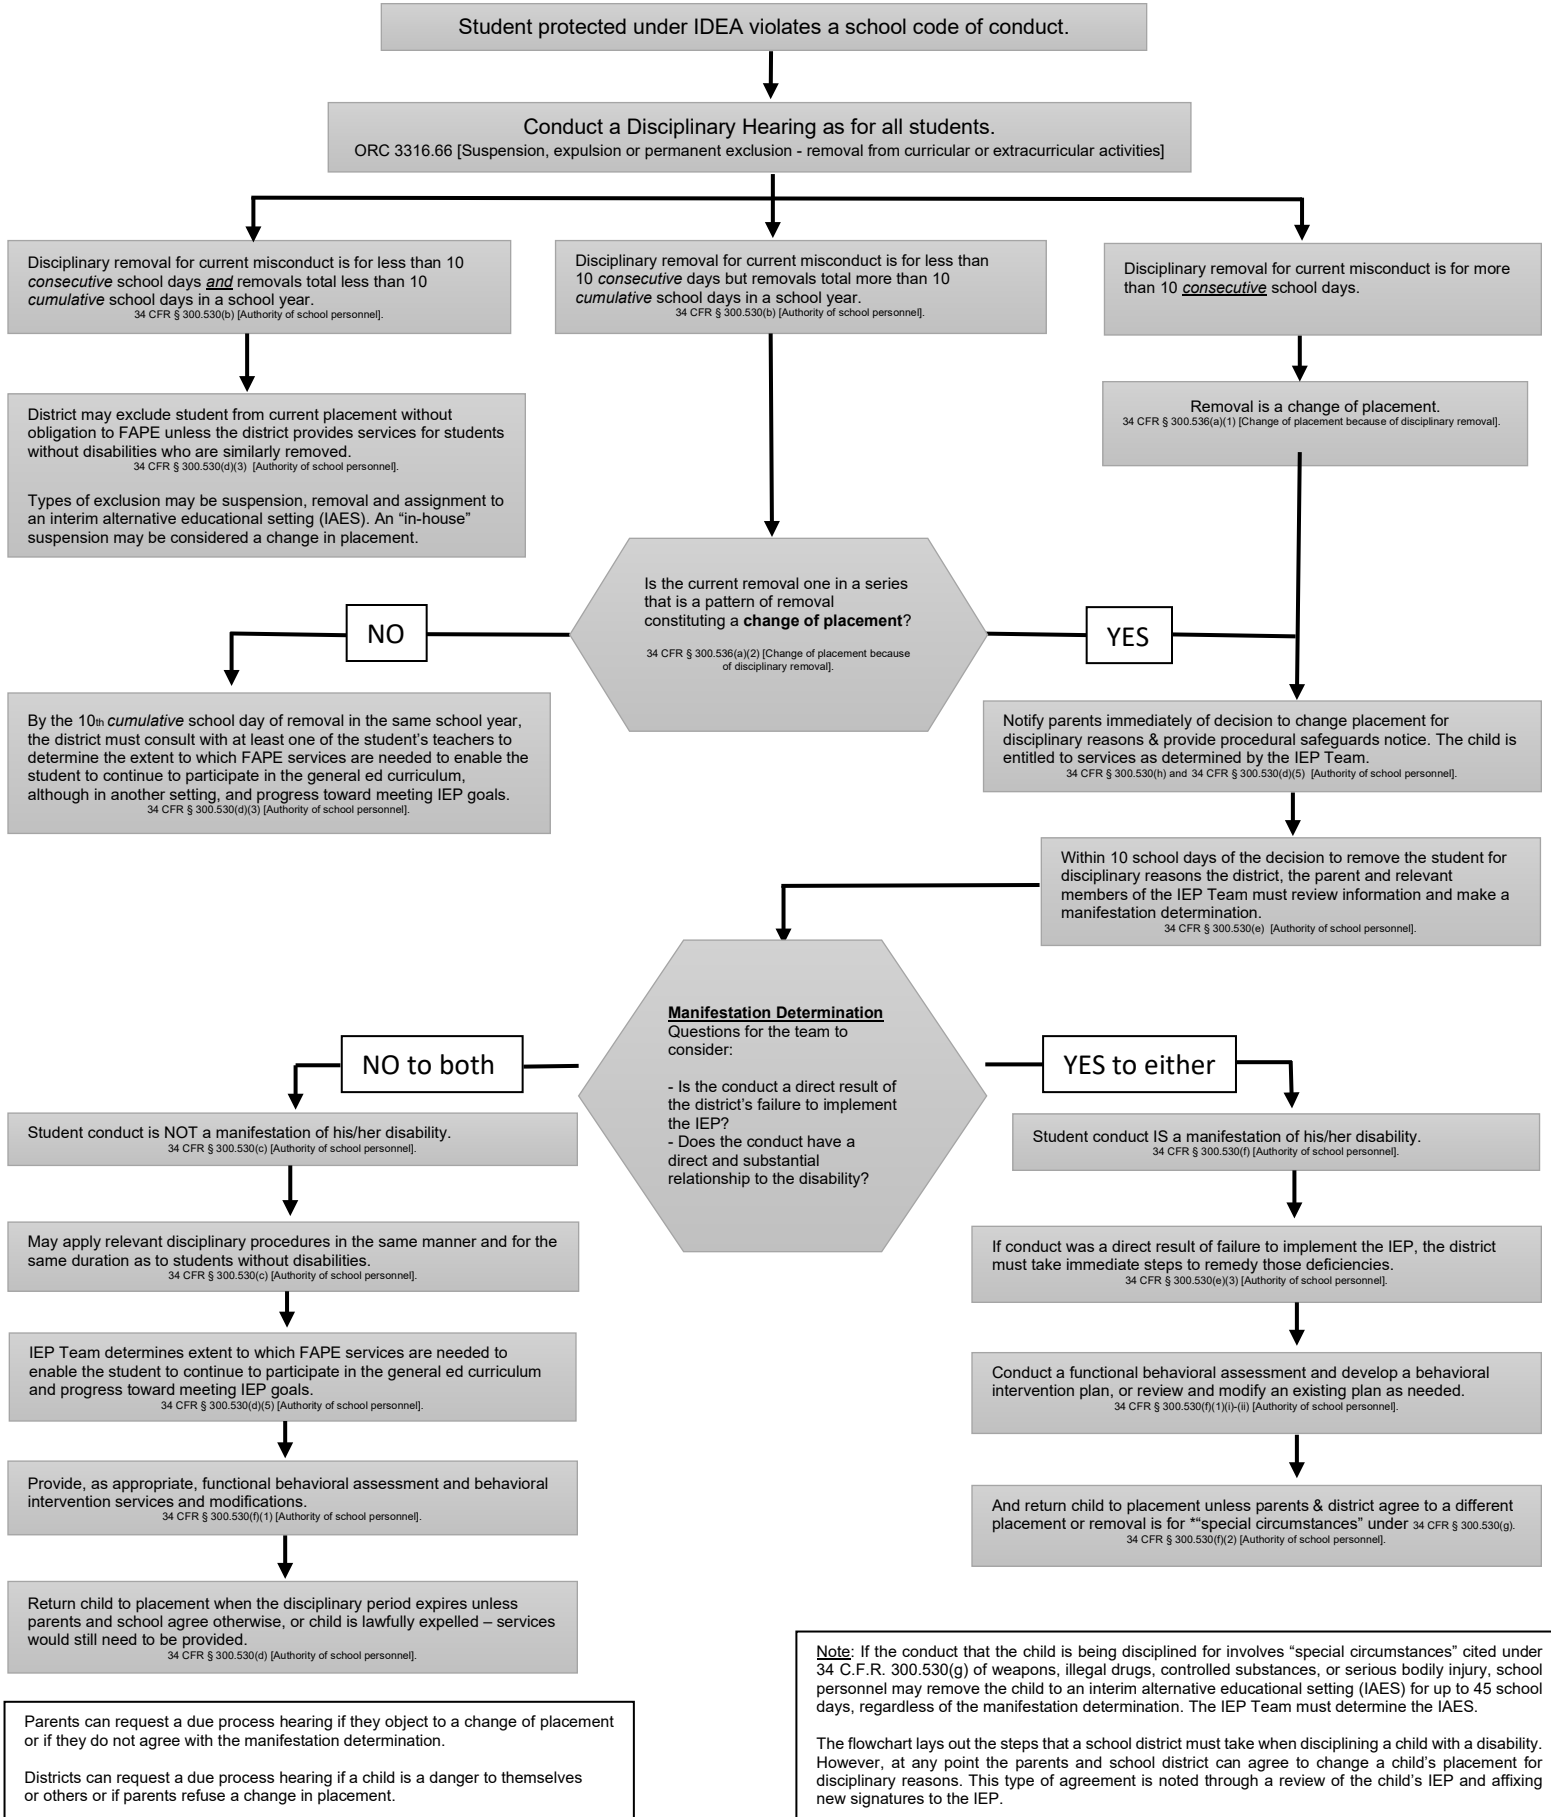 Student protected under IDEA violates a school code of conduct.
Conduct a Disciplinary Hearing as for all students.
ORC 3316.66 [Suspension, expulsion or permanent exclusion - removal from curricular or extracurricular activities]
Disciplinary removal for current misconduct is for less than 10
consecutive school days and removals total less than 10
cumulative school days in a school year.
34 CFR § 300.530(b) [Authority of school personnel].
Disciplinary removal for current misconduct is for less than
10 consecutive days but removals total more than 10
cumulative school days in a school year.
34 CFR § 300.530(b) [Authority of school personnel].
Disciplinary removal for current misconduct is for more
than 10 consecutive school days.
District may exclude student from current placement without
obligation to FAPE unless the district provides services for students
without disabilities who are similarly removed.
34 CFR § 300.530(d)(3) [Authority of school personnel].
Types of exclusion may be suspension, removal and assignment to
an interim alternative educational setting (IAES). An “in-house”
suspension may be considered a change in placement.
Removal is a change of placement.
34 CFR § 300.536(a)(1) [Change of placement because of disciplinary removal].
Is the current removal one in a series
that is a pattern of removal
constituting a change of placement?
34 CFR § 300.536(a)(2) [Change of placement because
of disciplinary removal].
NO
YES
By the 10th cumulative school day of removal in the same school year,
the district must consult with at least one of the student’s teachers to
determine the extent to which FAPE services are needed to enable the
student to continue to participate in the general ed curriculum,
although in another setting, and progress toward meeting IEP goals.
34 CFR § 300.530(d)(3) [Authority of school personnel].
Notify parents immediately of decision to change placement for
disciplinary reasons & provide procedural safeguards notice. The child is
entitled to services as determined by the IEP Team.
34 CFR § 300.530(h) and 34 CFR § 300.530(d)(5) [Authority of school personnel].
Within 10 school days of the decision to remove the student for
disciplinary reasons the district, the parent and relevant
members of the IEP Team must review information and make a
manifestation determination.
34 CFR § 300.530(e) [Authority of school personnel].
Manifestation Determination
Questions for the team to
consider:
- Is the conduct a direct result of
the district’s failure to implement
the IEP?
- Does the conduct have a
direct and substantial
relationship to the disability?
NO to both
YES to either
Student conduct is NOT a manifestation of his/her disability.
34 CFR § 300.530(c) [Authority of school personnel].
May apply relevant disciplinary procedures in the same manner and for the
same duration as to students without disabilities.
34 CFR § 300.530(c) [Authority of school personnel].
IEP Team determines extent to which FAPE services are needed to
enable the student to continue to participate in the general ed curriculum
and progress toward meeting IEP goals.
34 CFR § 300.530(d)(5) [Authority of school personnel].
Provide, as appropriate, functional behavioral assessment and behavioral
intervention services and modifications.
34 CFR § 300.530(f)(1) [Authority of school personnel].
Return child to placement when the disciplinary period expires unless
parents and school agree otherwise, or child is lawfully expelled – services
would still need to be provided.
34 CFR § 300.530(d) [Authority of school personnel].
Student conduct IS a manifestation of his/her disability.
34 CFR § 300.530(f) [Authority of school personnel].
If conduct was a direct result of failure to implement the IEP, the district
must take immediate steps to remedy those deficiencies.
34 CFR § 300.530(e)(3) [Authority of school personnel].
Conduct a functional behavioral assessment and develop a behavioral
intervention plan, or review and modify an existing plan as needed.
34 CFR § 300.530(f)(1)(i)-(ii) [Authority of school personnel].
And return child to placement unless parents & district agree to a different
placement or removal is for *“special circumstances” under 34 CFR § 300.530(g).
34 CFR § 300.530(f)(2) [Authority of school personnel].
Parents can request a due process hearing if they object to a change of placement
or if they do not agree with the manifestation determination.
Districts can request a due process hearing if a child is a danger to themselves
or others or if parents refuse a change in placement.
Note: If the conduct that the child is being disciplined for involves “special circumstances” cited under
34 C.F.R. 300.530(g) of weapons, illegal drugs, controlled substances, or serious bodily injury, school
personnel may remove the child to an interim alternative educational setting (IAES) for up to 45 school
days, regardless of the manifestation determination. The IEP Team must determine the IAES.
The flowchart lays out the steps that a school district must take when disciplining a child with a disability.
However, at any point the parents and school district can agree to change a child’s placement for
disciplinary reasons. This type of agreement is noted through a review of the child’s IEP and affixing
new signatures to the IEP.